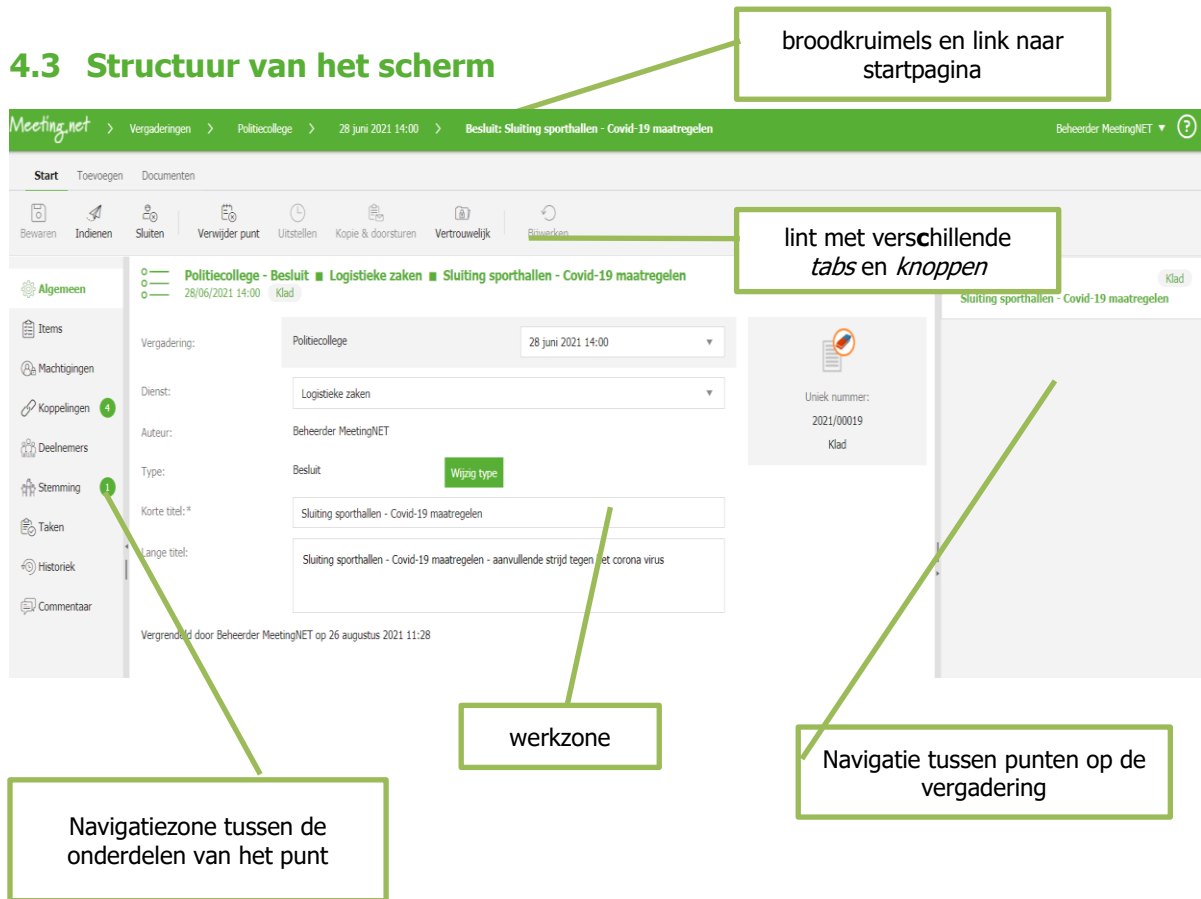 broodkruimels en link naar
startpagina
4.3 Structuur van het scherm
Meeting.net > Vergaderingen > Politiecollege > 28 juni 2021 14:00 > Besluit: Sluiting sporthallen - Covid-19 maatregelen Beheerder MeetingNET ▼ ?
Start Toevoegen Documenten
Bewaren Indienen Sluiten Verwijder punt Uitstellen Kopie & doorsturen Vertrouwelijk Bijwerken
lint met verschillende
tabs en knoppen
Algemeen
Items
Machtigingen
Koppelingen 4
Deelnemers
Stemming 1
Taken
Historiek
Commentaar
Politiecollege - Besluit ■ Logistieke zaken ■ Sluiting sporthallen - Covid-19 maatregelen
28/06/2021 14:00 Klad
Vergadering: Politiecollege 28 juni 2021 14:00
Dienst: Logistieke zaken
Auteur: Beheerder MeetingNET
Type: Besluit Wijzig type
Korte titel:* Sluiting sporthallen - Covid-19 maatregelen
Lange titel: Sluiting sporthallen - Covid-19 maatregelen - aanvullende strijd tegen het corona virus
Vergrendeld door Beheerder MeetingNET op 26 augustus 2021 11:28
Uniek nummer:
2021/00019
Klad
Klad
Sluiting sporthallen - Covid-19 maatregelen
werkzone
Navigatie tussen punten op de
vergadering
Navigatiezone tussen de
onderdelen van het punt